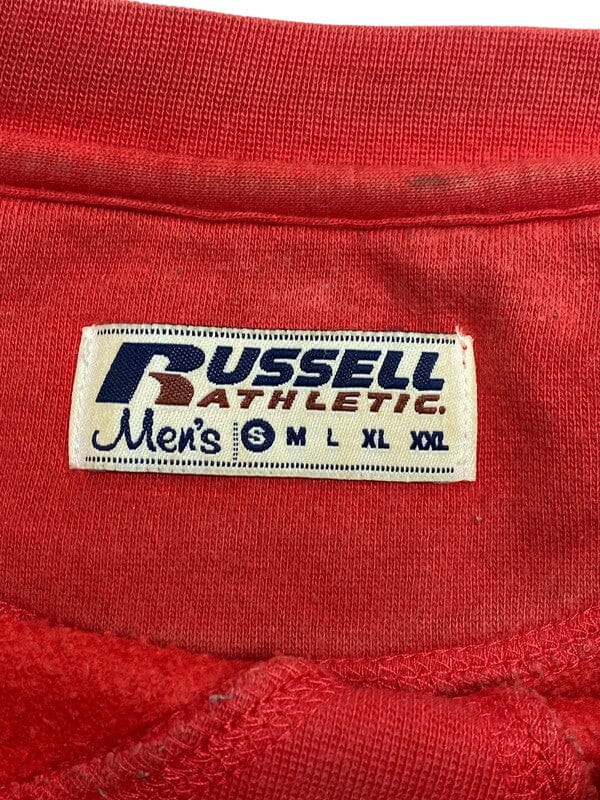 RUSSELL
ATHLETIC.
Men's S M L XL XXL